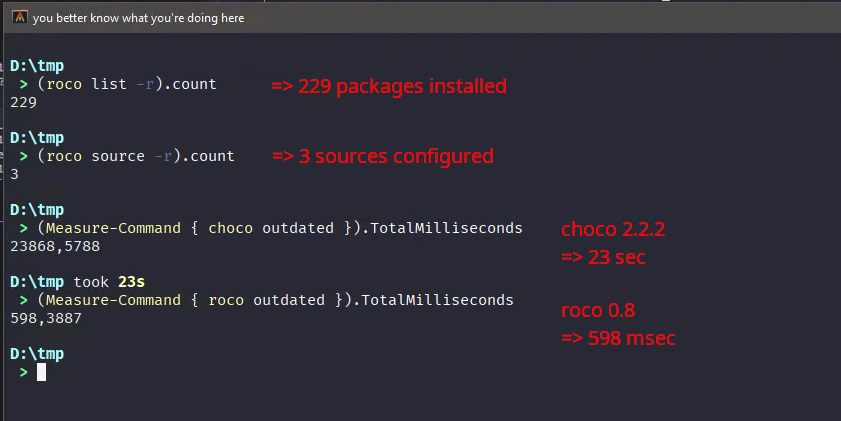 you better know what you're doing here
D:\tmp
> (roco list -r).count => 229 packages installed
229
D:\tmp
> (roco source -r).count => 3 sources configured
3
D:\tmp
> (Measure-Command { choco outdated }).TotalMilliseconds choco 2.2.2
23868,5788 => 23 sec
D:\tmp took 23s
> (Measure-Command { roco outdated }).TotalMilliseconds roco 0.8
598,3887 => 598 msec
D:\tmp
>